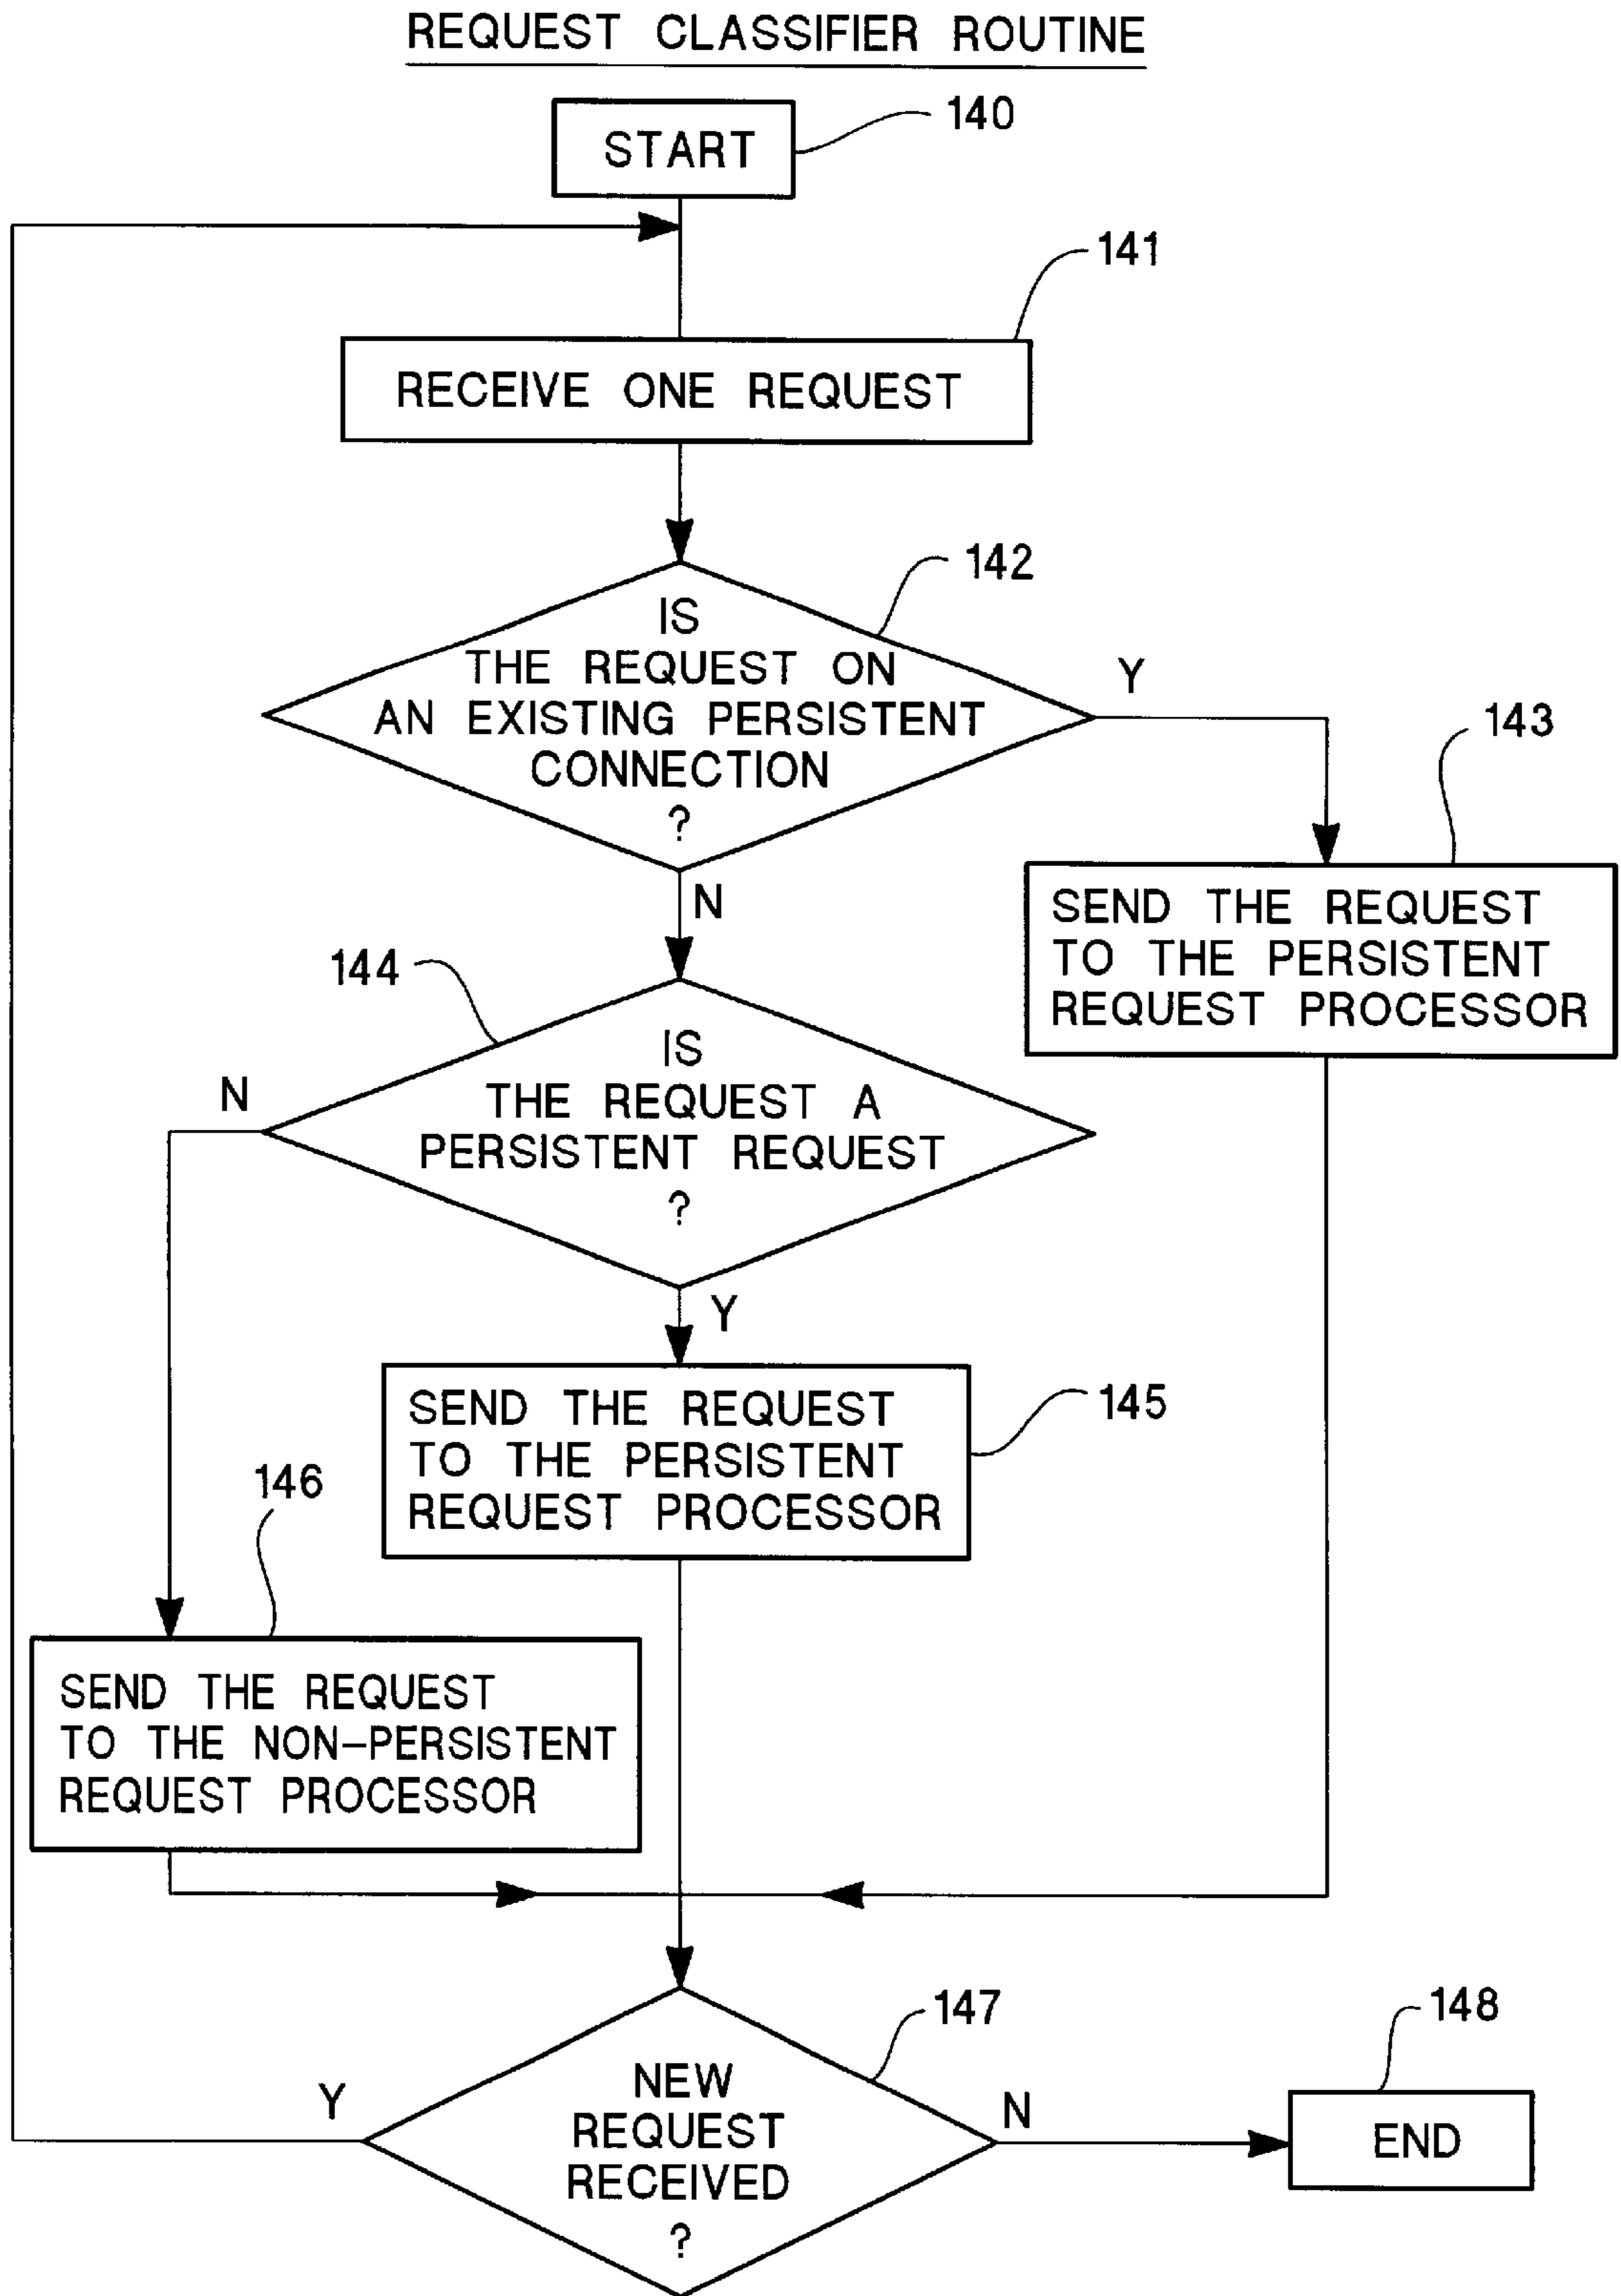 REQUEST CLASSIFIER ROUTINE
140
START
141
RECEIVE ONE REQUEST
142
IS
THE REQUEST ON
AN EXISTING PERSISTENT
CONNECTION
?
Y
143
N
SEND THE REQUEST
TO THE PERSISTENT
REQUEST PROCESSOR
144
IS
THE REQUEST A
PERSISTENT REQUEST
?
N
Y
145
SEND THE REQUEST
TO THE PERSISTENT
REQUEST PROCESSOR
146
SEND THE REQUEST
TO THE NON-PERSISTENT
REQUEST PROCESSOR
147
148
NEW
REQUEST
RECEIVED
?
Y
N
END